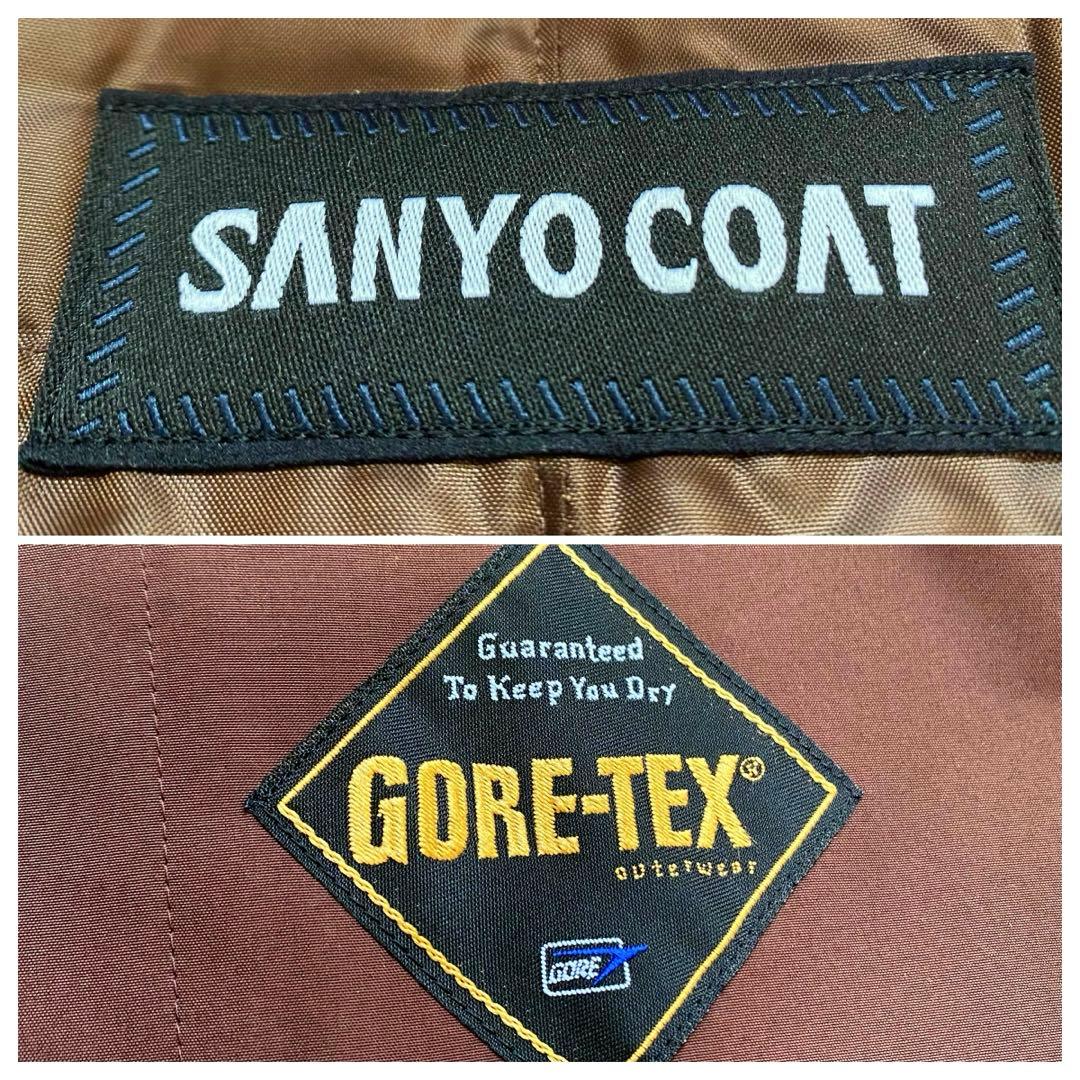 SANYO COAT
Guaranteed
To Keep You Dry
GORE-TEX®
outerwear
GORE